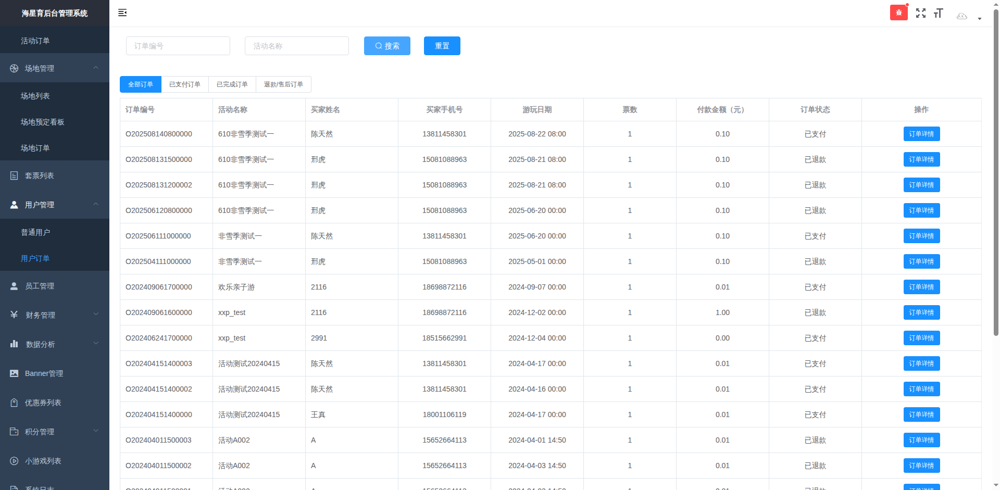 海星育后台管理系统
活动订单
场地管理
场地列表
场地预定看板
场地订单
套票列表
用户管理
普通用户
用户订单
员工管理
财务管理
数据分析
Banner管理
优惠券列表
积分管理
小游戏列表
系统日志
订单编号 活动名称 搜索 重置
全部订单 已支付订单 已完成订单 退款/售后订单
订单编号 活动名称 买家姓名 买家手机号 游玩日期 票数 付款金额（元） 订单状态 操作
O202508140800000 610非雪季测试一 陈天然 13811458301 2025-08-22 08:00 1 0.10 已支付 订单详情
O202508131500000 610非雪季测试一 邢虎 15081088963 2025-08-21 08:00 1 0.10 已退款 订单详情
O202508131200002 610非雪季测试一 邢虎 15081088963 2025-08-21 08:00 1 0.10 已退款 订单详情
O202506120800000 610非雪季测试一 邢虎 15081088963 2025-06-20 00:00 1 0.10 已退款 订单详情
O202506111000000 非雪季测试一 陈天然 13811458301 2025-06-20 00:00 1 0.10 已支付 订单详情
O202504111000000 非雪季测试一 邢虎 15081088963 2025-05-01 00:00 1 0.10 已退款 订单详情
O202409061700000 欢乐亲子游 2116 18698872116 2024-09-07 00:00 1 0.01 已支付 订单详情
O202409061600000 xxp_test 2116 18698872116 2024-12-02 00:00 1 1.00 已退款 订单详情
O202406241700000 xxp_test 2991 18515662991 2024-12-04 00:00 1 0.00 已支付 订单详情
O202404151400003 活动测试20240415 陈天然 13811458301 2024-04-17 00:00 1 0.01 已支付 订单详情
O202404151400002 活动测试20240415 陈天然 13811458301 2024-04-16 00:00 1 0.01 已支付 订单详情
O202404151400000 活动测试20240415 王真 18001106119 2024-04-17 00:00 1 0.01 已支付 订单详情
O202404011500003 活动A002 A 15652664113 2024-04-01 14:50 1 0.01 已退款 订单详情
O202404011500002 活动A002 A 15652664113 2024-04-03 14:50 1 0.01 已退款 订单详情
O202404011500001 活动A002 A 15652664113 2024-04-03 14:50 1 0.01 已退款 订单详情